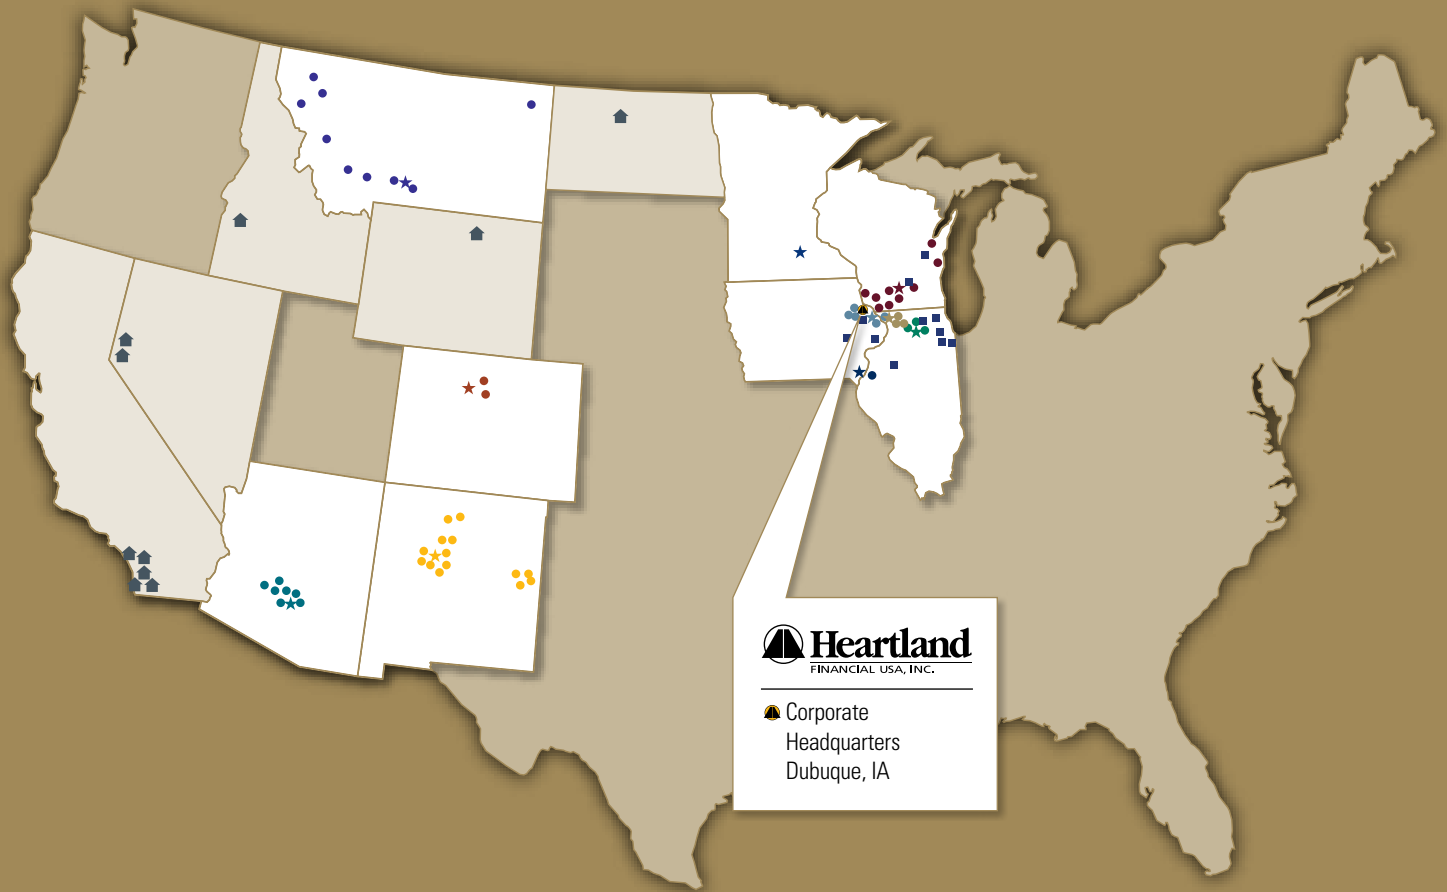 Heartland
FINANCIAL USA, INC.
Corporate
Headquarters
Dubuque, IA